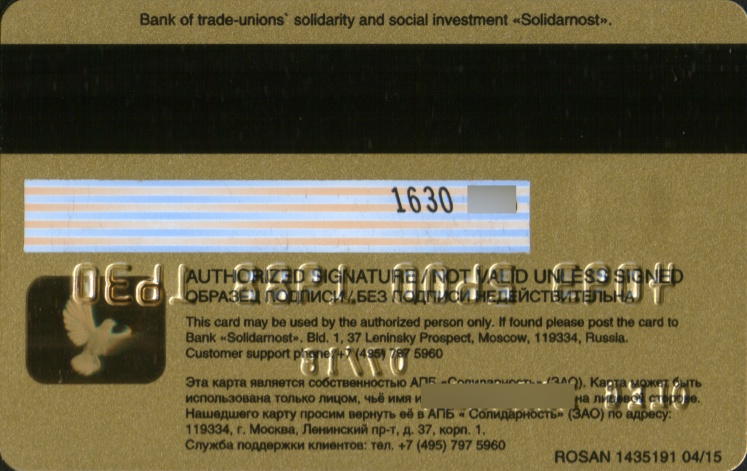 Bank of trade-unions` solidarity and social investment «Solidarnost».
1630
AUTHORIZED SIGNATURE / NOT VALID UNLESS SIGNED
ОБРАЗЕЦ ПОДПИСИ / БЕЗ ПОДПИСИ НЕДЕЙСТВИТЕЛЬНА
This card may be used by the authorized person only. If found please post the card to
Bank «Solidarnost». Bld. 1, 37 Leninsky Prospect, Moscow, 119334, Russia.
Customer support phone: +7 (495) 797 5960
Эта карта является собственностью АПБ «Солидарность» (ЗАО). Карта может быть
использована только лицом, чьё имя и на лицевой стороне.
Нашедшего карту просим вернуть её в АПБ « Солидарность» (ЗАО) по адресу:
119334, г. Москва, Ленинский пр-т, д. 37, корп. 1.
Служба поддержки клиентов: тел. +7 (495) 797 5960
ROSAN 1435191 04/15